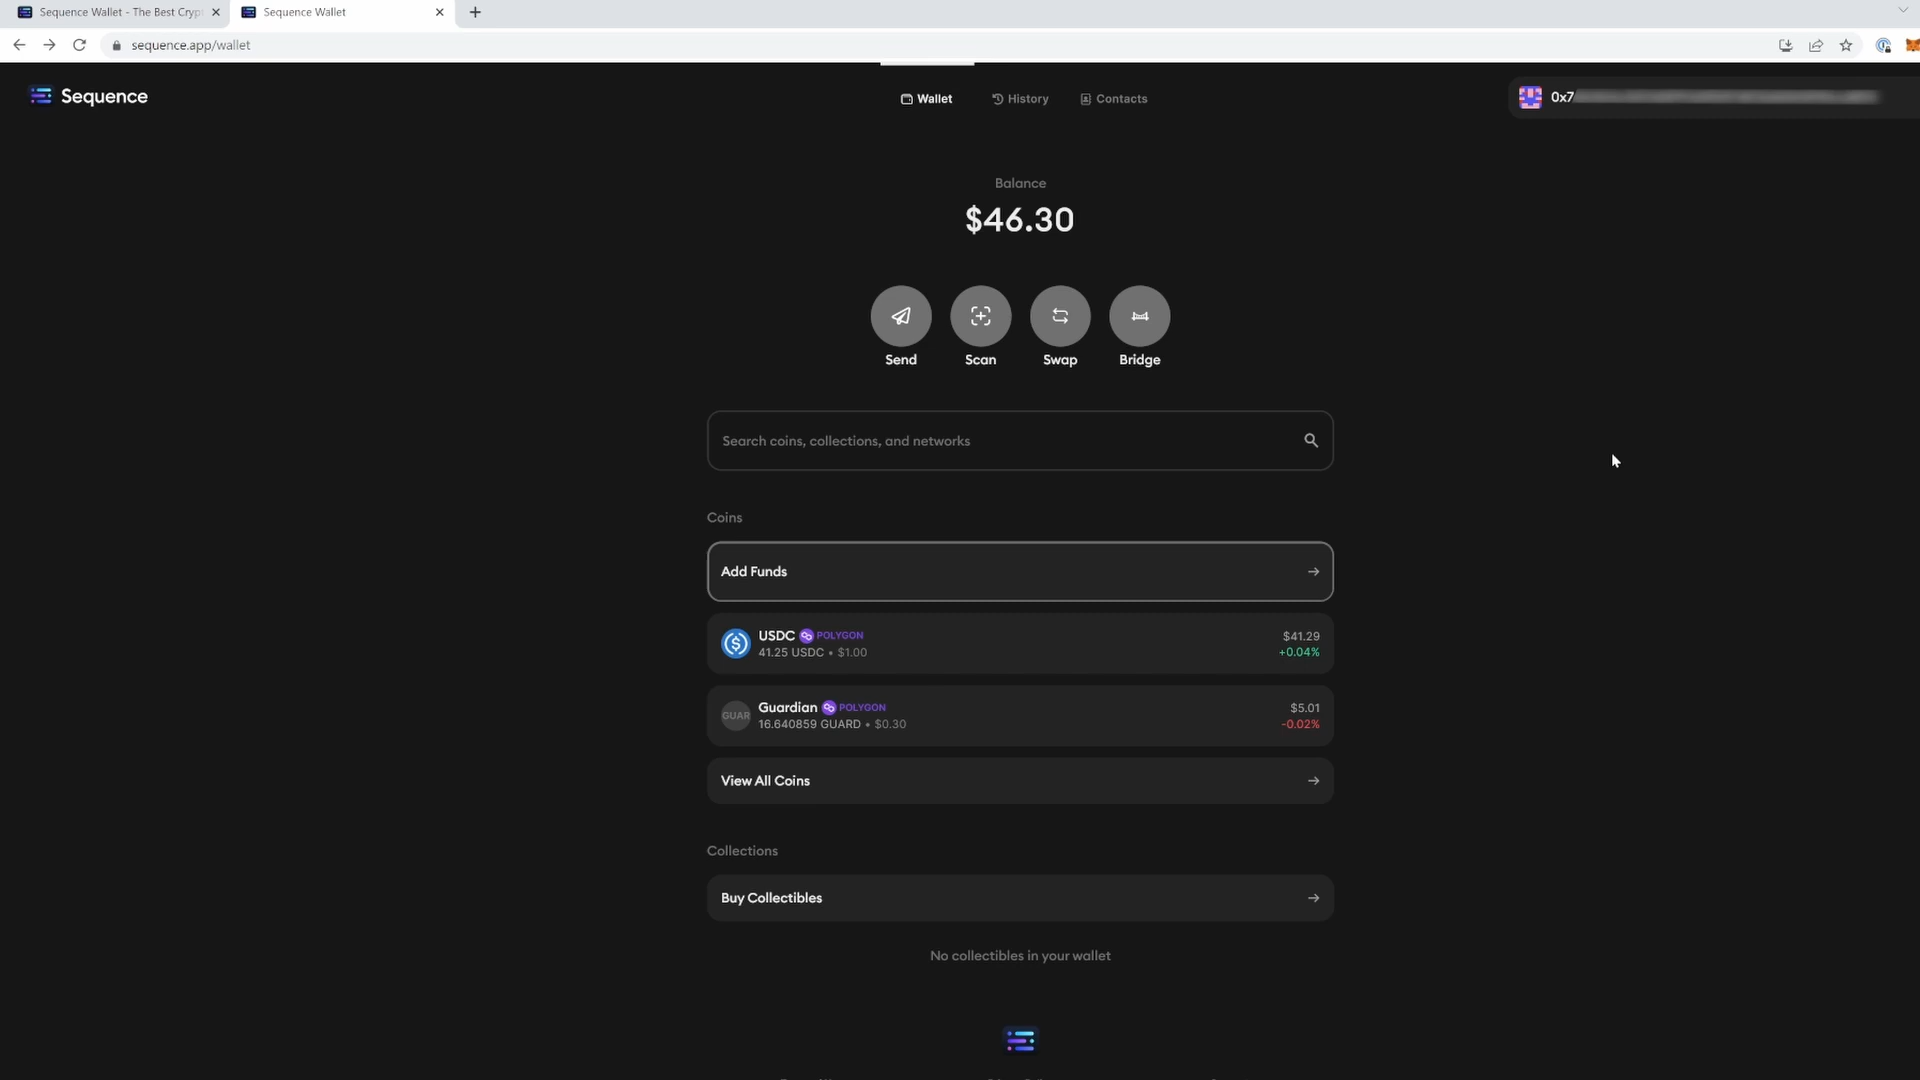 Sequence Wallet - The Best Cryp
Sequence Wallet
sequence.app/wallet
Sequence
Wallet
History
Contacts
0x7
Balance
$46.30
Send
Scan
Swap
Bridge
Search coins, collections, and networks
Coins
Add Funds
USDC POLYGON
$41.29
41.25 USDC • $1.00
+0.04%
GUAR
Guardian POLYGON
$5.01
16.640859 GUARD • $0.30
-0.02%
View All Coins
Collections
Buy Collectibles
No collectibles in your wallet